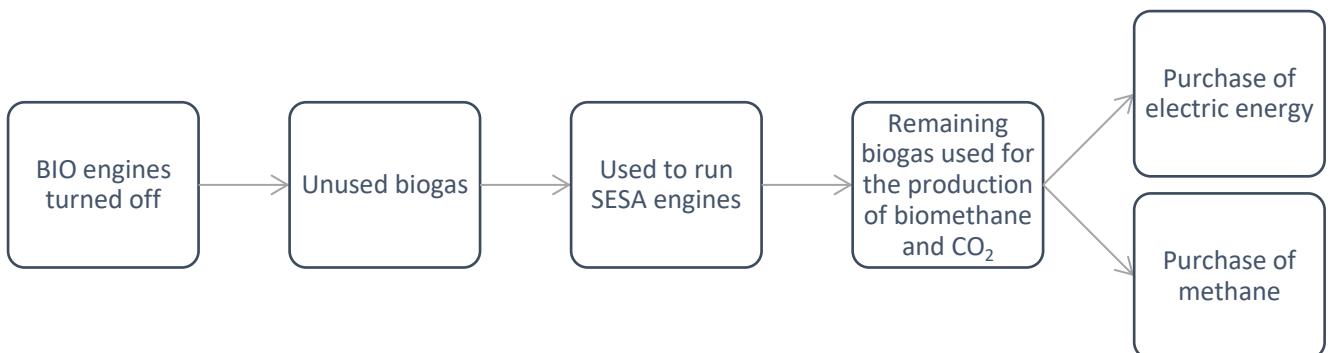 BIO engines
turned off
Unused biogas
Used to run
SESA engines
Remaining
biogas used for
the production
of biomethane
and CO₂
Purchase of
electric energy
Purchase of
methane